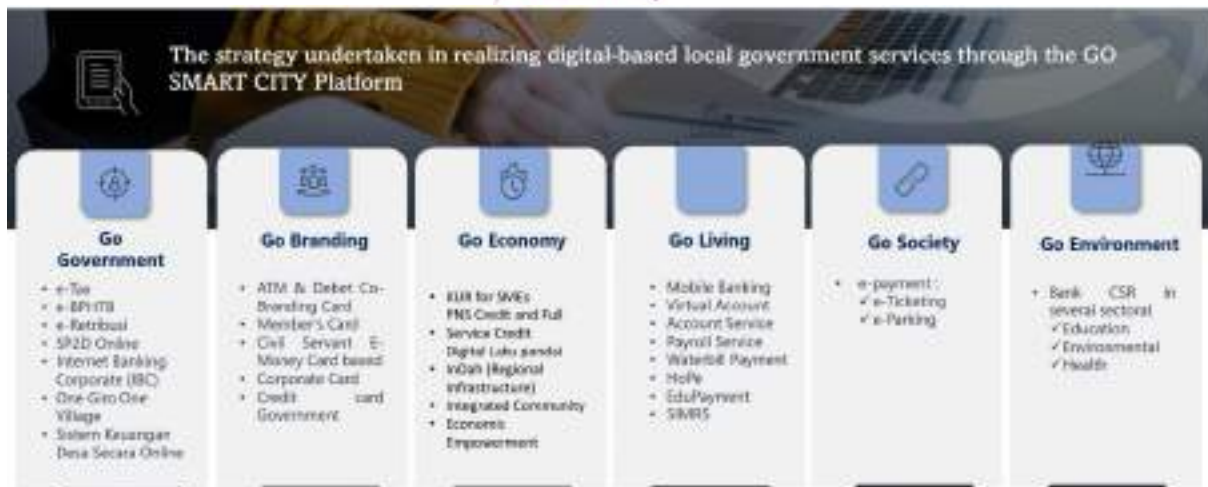 The strategy undertaken in realizing digital-based local government services through the GO
SMART CITY Platform
Go
Government
• e-Tax
• e-BPHTB
• e-Retribusi
• SP2D Online
• Internet Banking
Corporate (IBC)
• One Giro One
Village
• Sistem Keuangan
Desa Secara Online
Go Branding
• ATM & Debet Co-
Branding Card
• Member's Card
• Civil Servant E-
Money Card based
• Corporate Card
• Credit card
Government
Go Economy
• KUR for SMEs
PNS Credit and Full
• Service Credit
Digital Laku pandai
• InDah (Regional
Infrastructure)
• Integrated Community
• Economic
Empowerment
Go Living
• Mobile Banking
• Virtual Account
• Account Service
• Payroll Service
• Waterbill Payment
• HoPe
• EduPayment
• SIMRS
Go Society
• e-payment :
✓ e-Ticketing
✓ e-Parking
Go Environment
• Bank CSR in
several sectoral
✓ Education
✓ Environmental
✓ Health